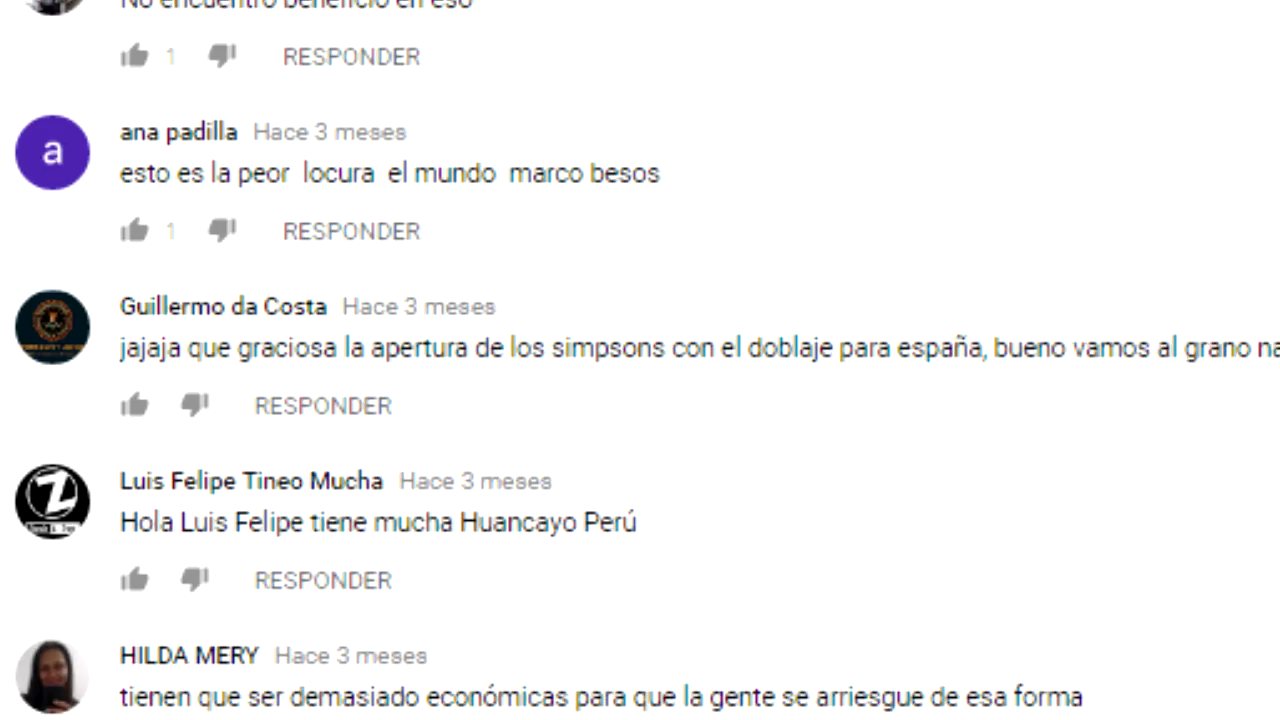 No encuentro beneficio en eso
1 RESPONDER
a
ana padilla Hace 3 meses
esto es la peor locura el mundo marco besos
1 RESPONDER
Guillermo da Costa Hace 3 meses
jajaja que graciosa la apertura de los simpsons con el doblaje para españa, bueno vamos al grano na
RESPONDER
Z
Luis Felipe Tineo Mucha Hace 3 meses
Hola Luis Felipe tiene mucha Huancayo Perú
RESPONDER
HILDA MERY Hace 3 meses
tienen que ser demasiado económicas para que la gente se arriesgue de esa forma